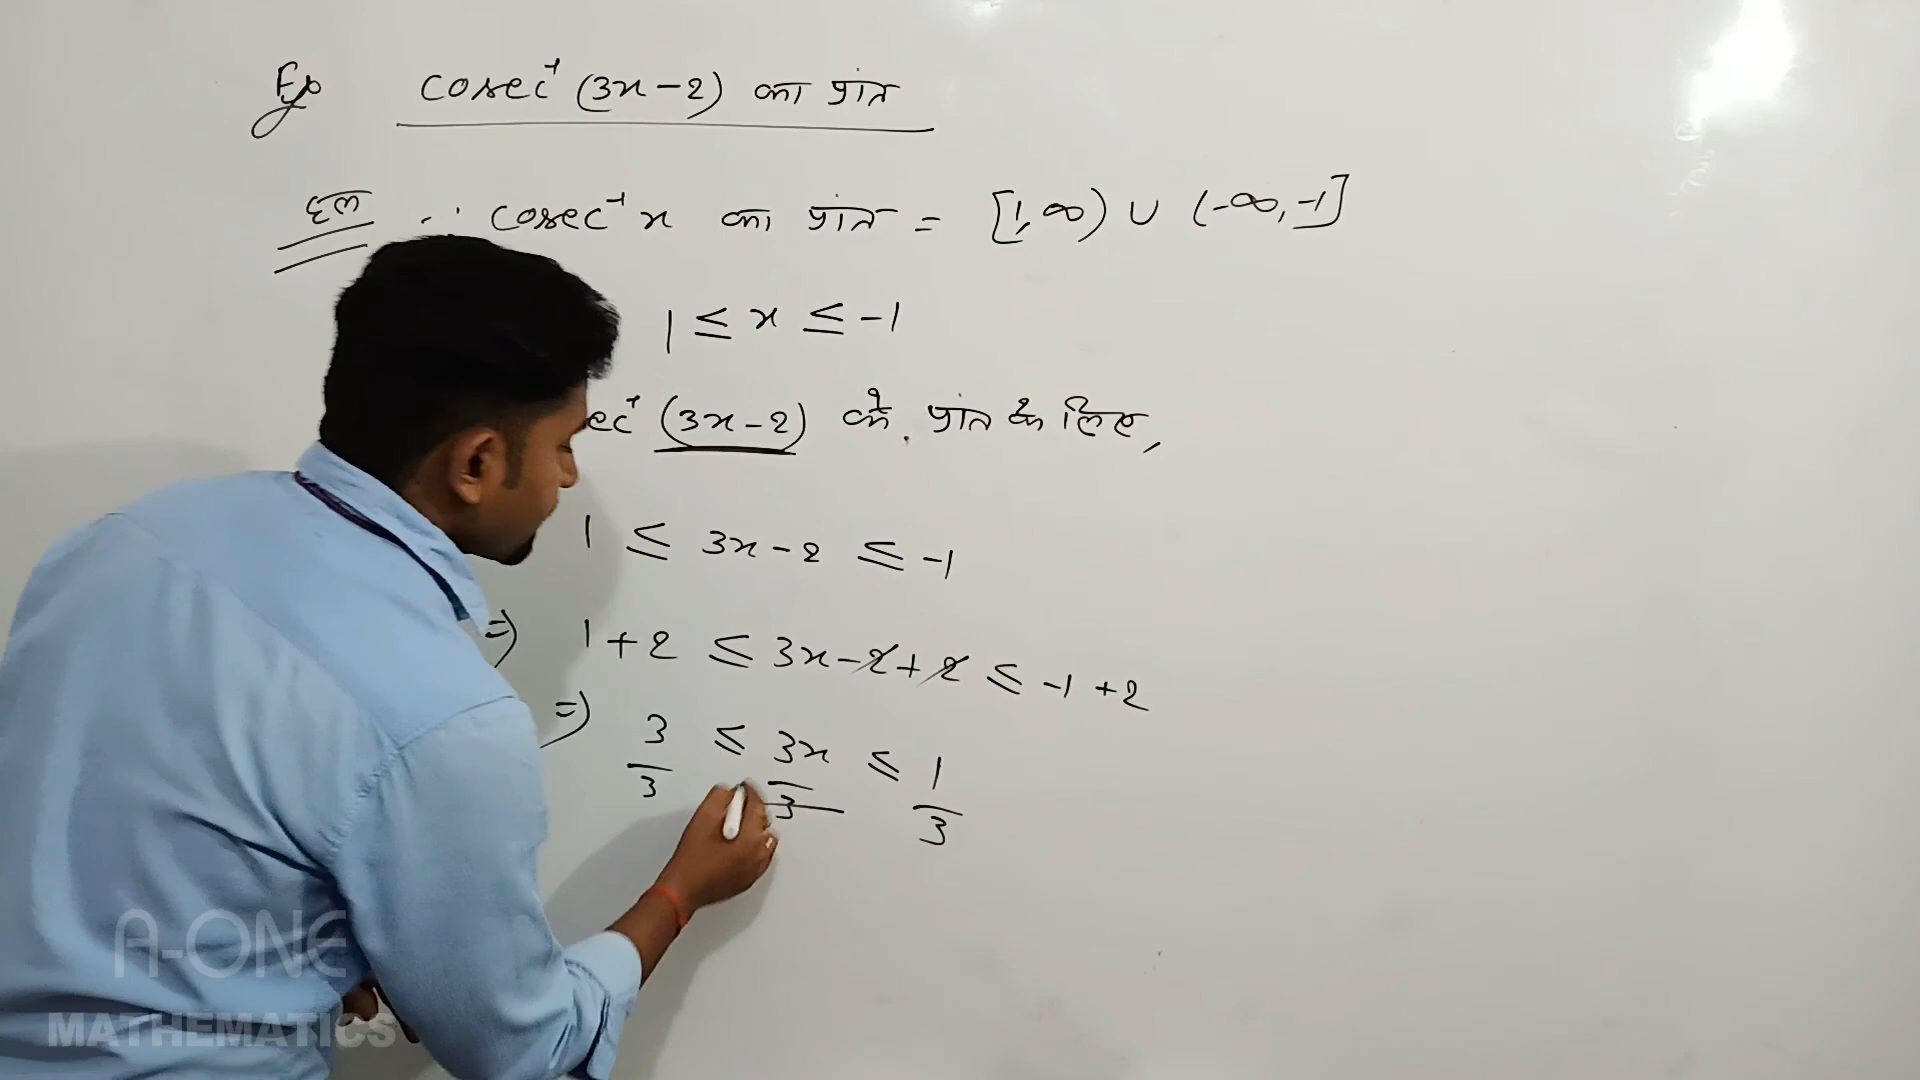 Ex. cosec⁻¹ (3x-2) का प्रांत
हल ∵ cosec⁻¹ x का प्रांत = [1, ∞) ∪ (-∞, -1]
1 ≤ x ≤ -1
ec⁻¹ (3x-2) के प्रांत के लिए,
1 ≤ 3x-2 ≤ -1
⇒ 1+2 ≤ 3x-2+2 ≤ -1+2
⇒ 3/3 ≤ 3x/3 ≤ 1/3
A-ONE
MATHEMATICS